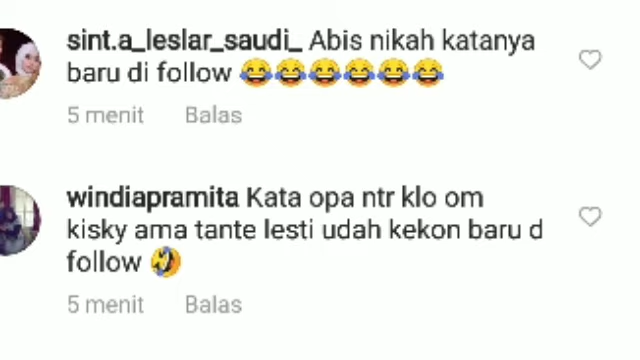 sint.a_leslar_saudi_ Abis nikah katanya
baru di follow 😂😂😂😂😂😂
5 menit Balas
windiapramita Kata opa ntr klo om
kisky ama tante lesti udah kekon baru d
follow 🤣
5 menit Balas